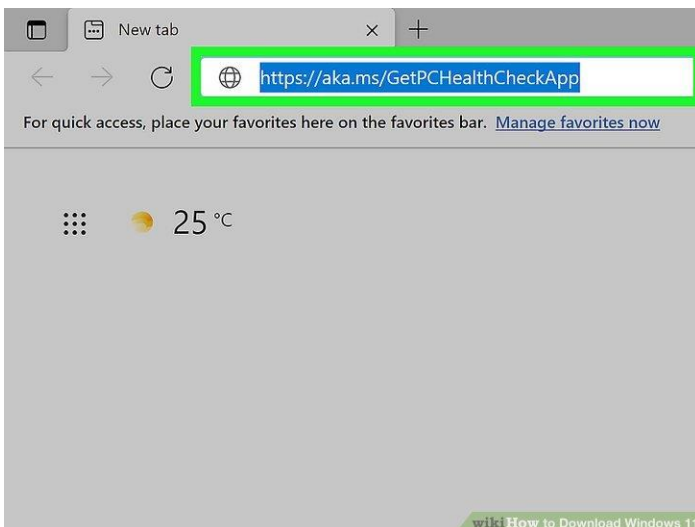 New tab
https://aka.ms/GetPCHealthCheckApp
For quick access, place your favorites here on the favorites bar. Manage favorites now
25 °C
wikiHow to Download Windows 11